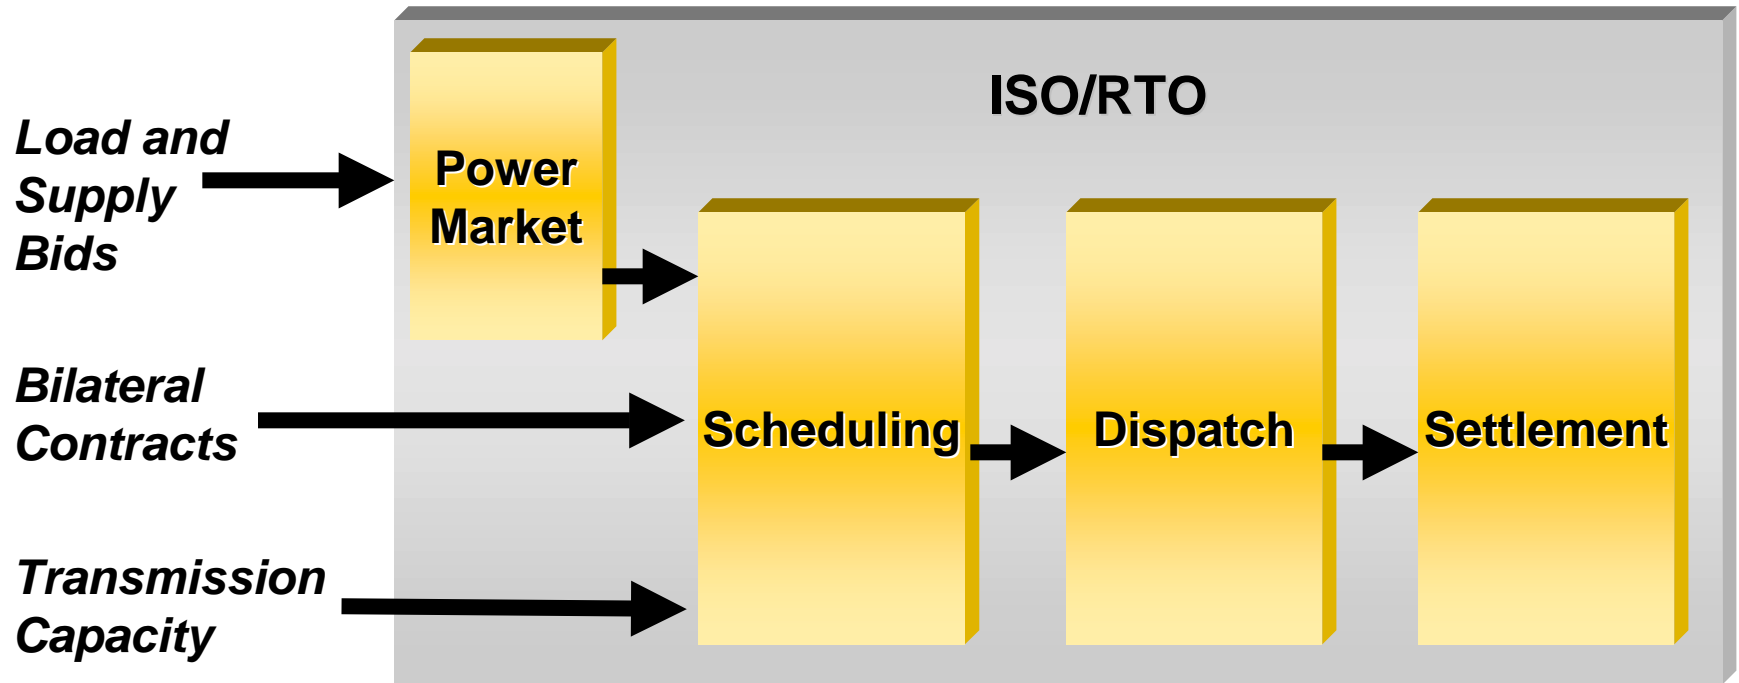 ISO/RTO
Load and
Supply
Bids
Power
Market
Bilateral
Contracts
Scheduling
Dispatch
Settlement
Transmission
Capacity